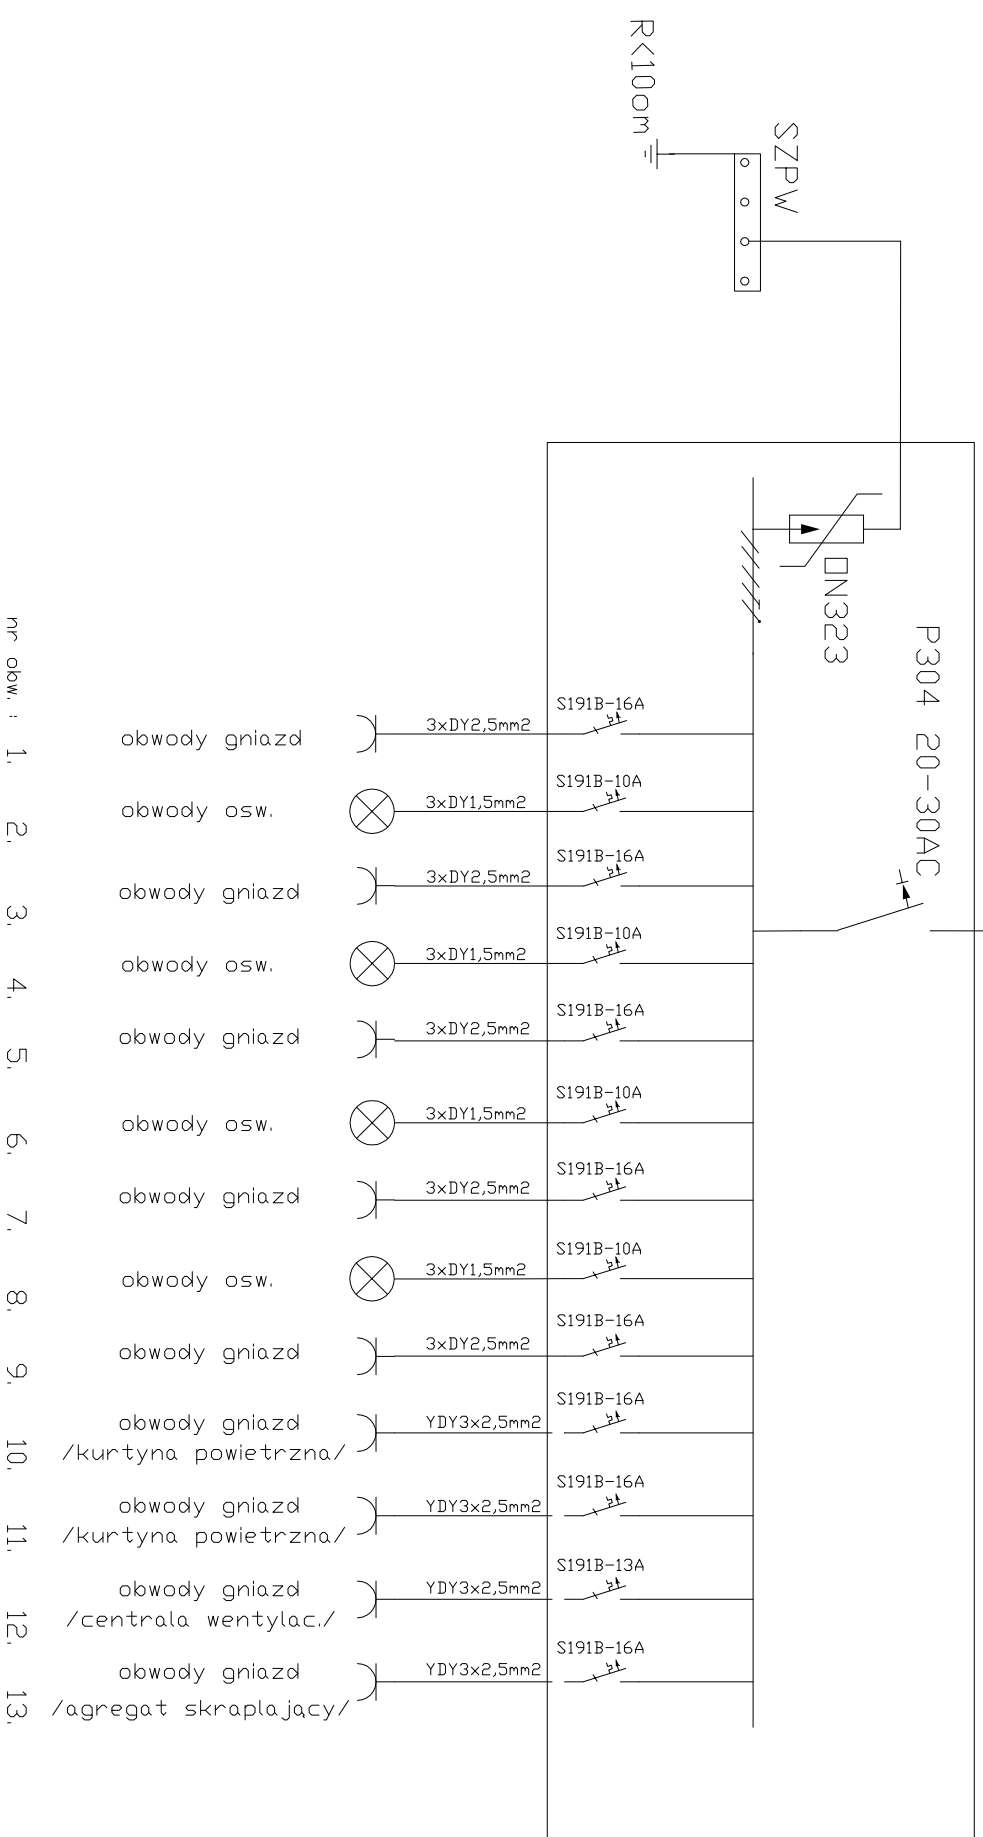 R<10om
SZPW
ON323
P304 20-30AC
S191B-16A
3xDY2,5mm2
obwody gniazd
S191B-10A
3xDY1,5mm2
obwody osw.
S191B-16A
3xDY2,5mm2
obwody gniazd
S191B-10A
3xDY1,5mm2
obwody osw.
S191B-16A
3xDY2,5mm2
obwody gniazd
S191B-10A
3xDY1,5mm2
obwody osw.
S191B-16A
3xDY2,5mm2
obwody gniazd
S191B-10A
3xDY1,5mm2
obwody osw.
S191B-16A
3xDY2,5mm2
obwody gniazd
S191B-16A
YDY3x2,5mm2
obwody gniazd
/kurtyna powietrzna/
S191B-16A
YDY3x2,5mm2
obwody gniazd
/kurtyna powietrzna/
S191B-13A
YDY3x2,5mm2
obwody gniazd
/centrala wentylac./
S191B-16A
YDY3x2,5mm2
obwody gniazd
/agregat skraplający/
nr obw. : 1. 2. 3. 4. 5. 6. 7. 8. 9. 10. 11. 12. 13.